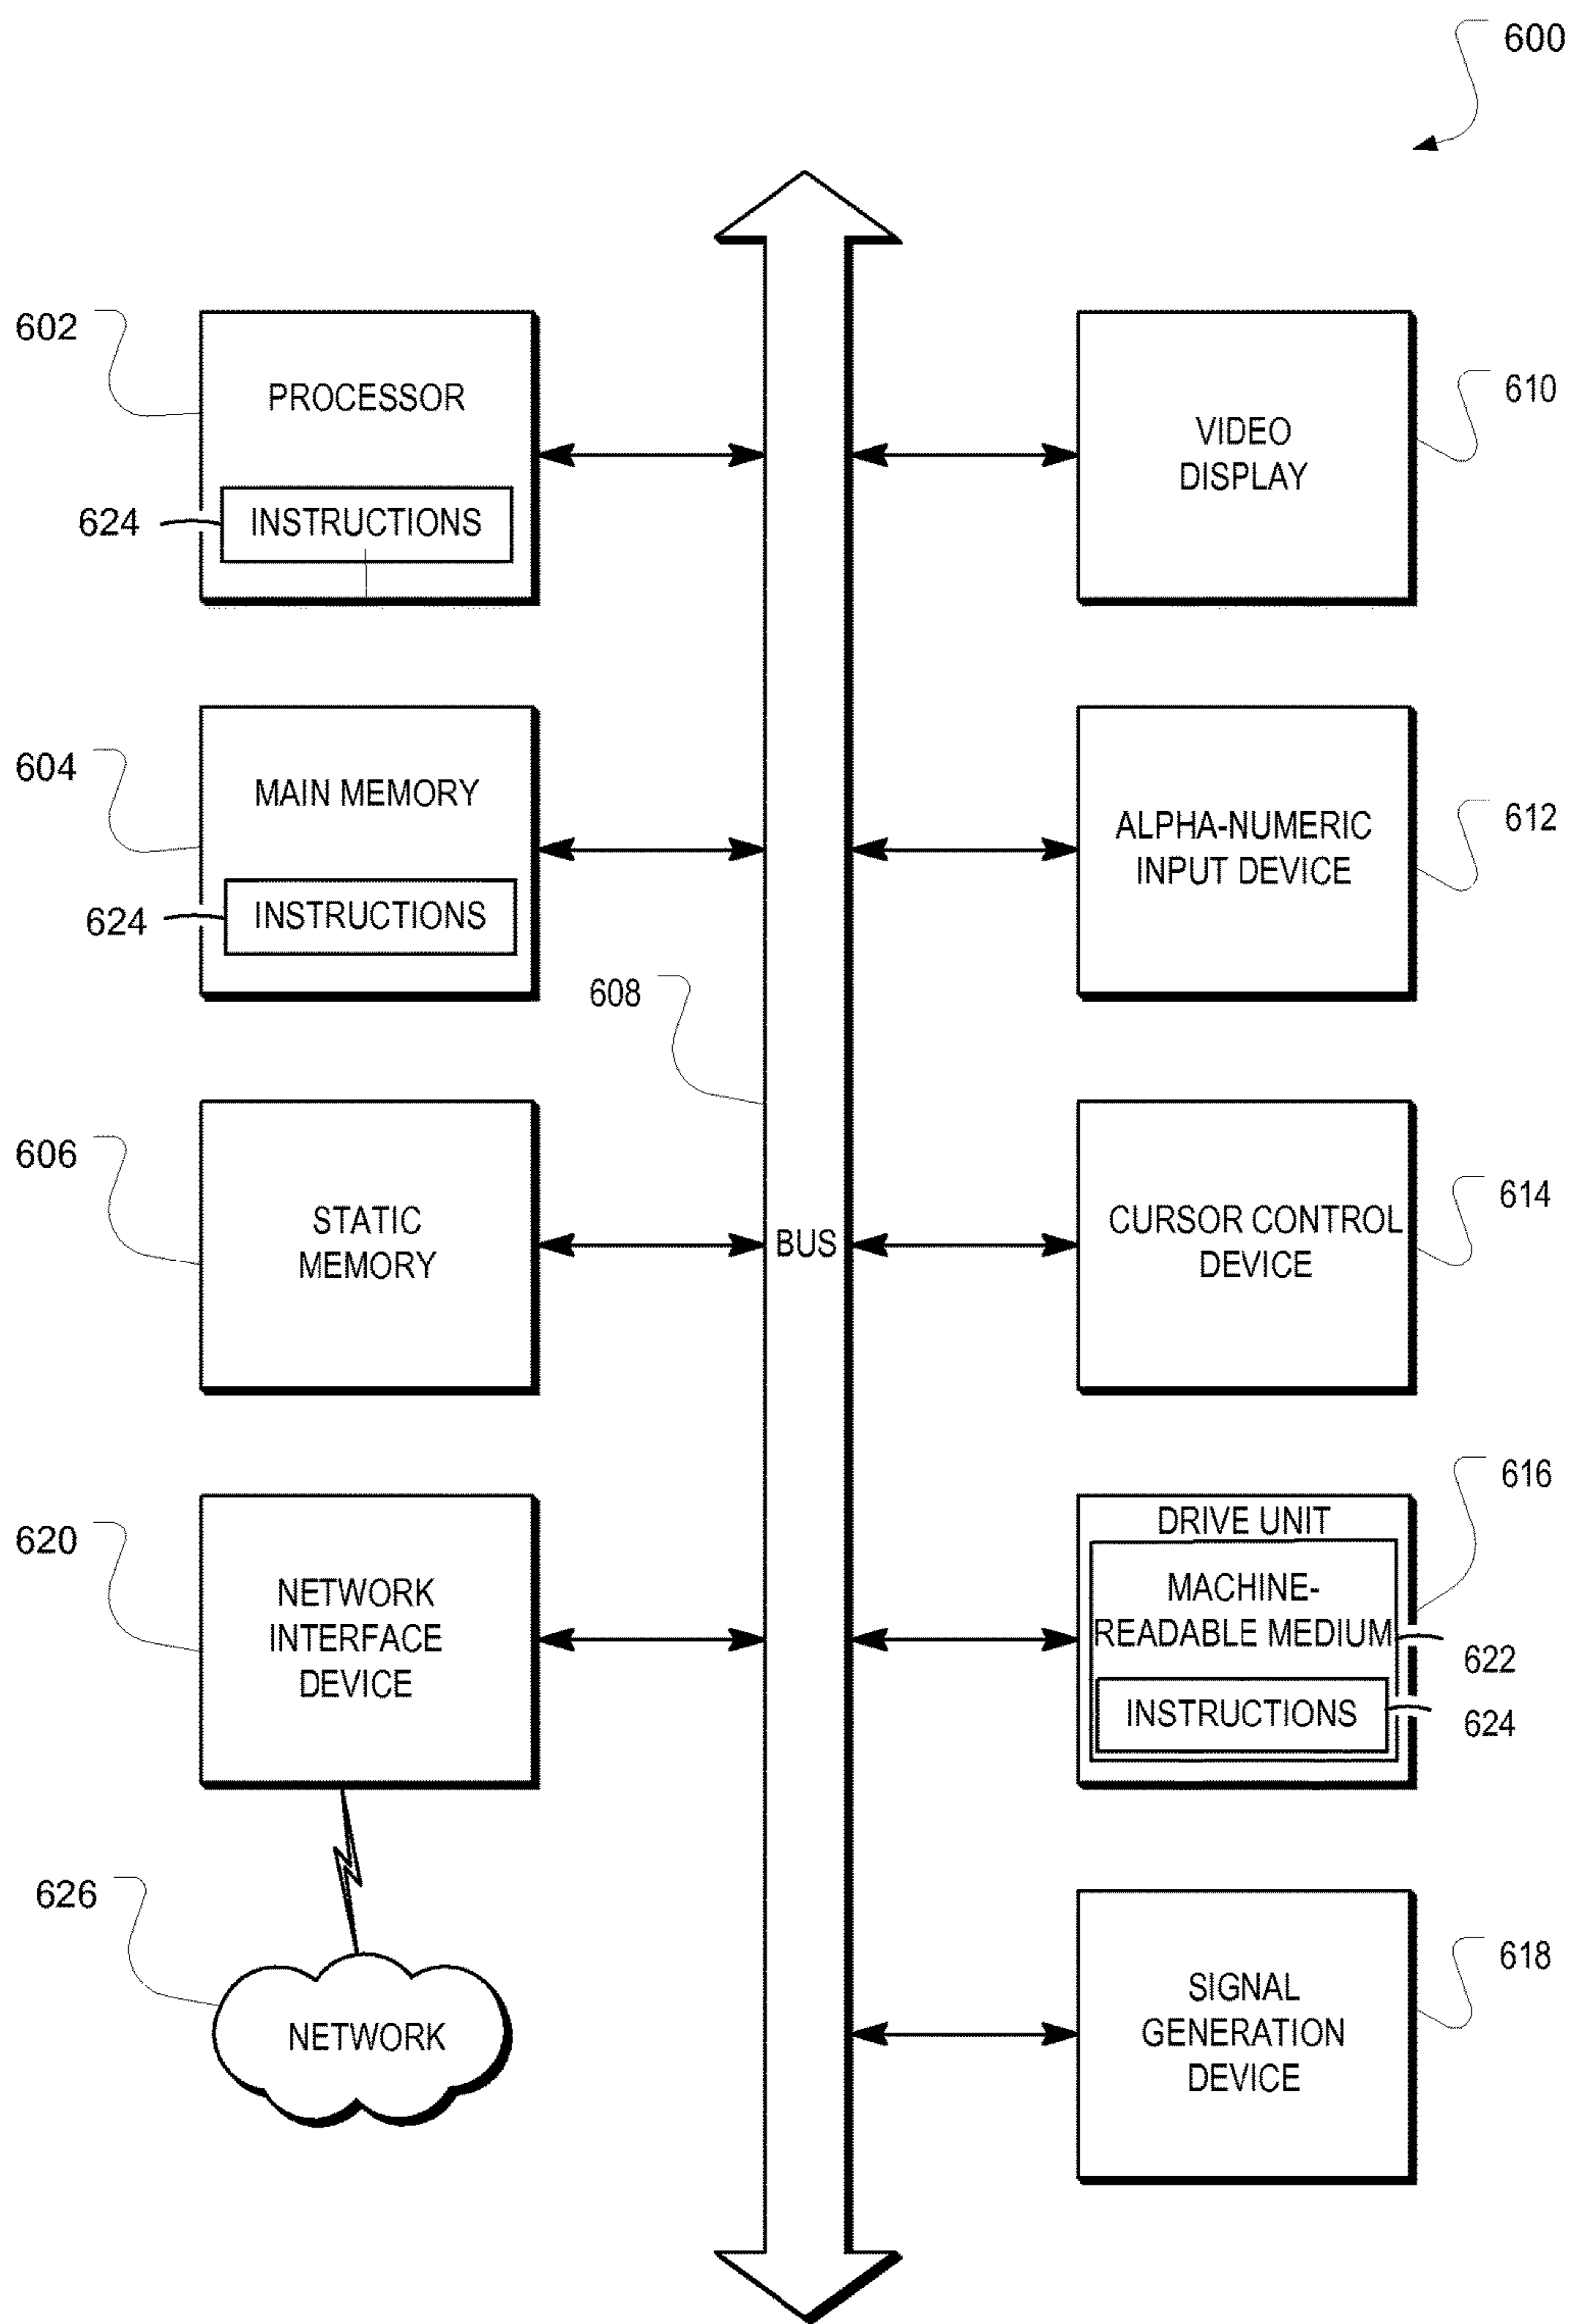 600
602
PROCESSOR
624
INSTRUCTIONS
610
VIDEO
DISPLAY
604
MAIN MEMORY
624
INSTRUCTIONS
612
ALPHA-NUMERIC
INPUT DEVICE
608
606
STATIC
MEMORY
BUS
614
CURSOR CONTROL
DEVICE
620
NETWORK
INTERFACE
DEVICE
616
DRIVE UNIT
MACHINE-
READABLE MEDIUM
622
INSTRUCTIONS
624
626
NETWORK
618
SIGNAL
GENERATION
DEVICE